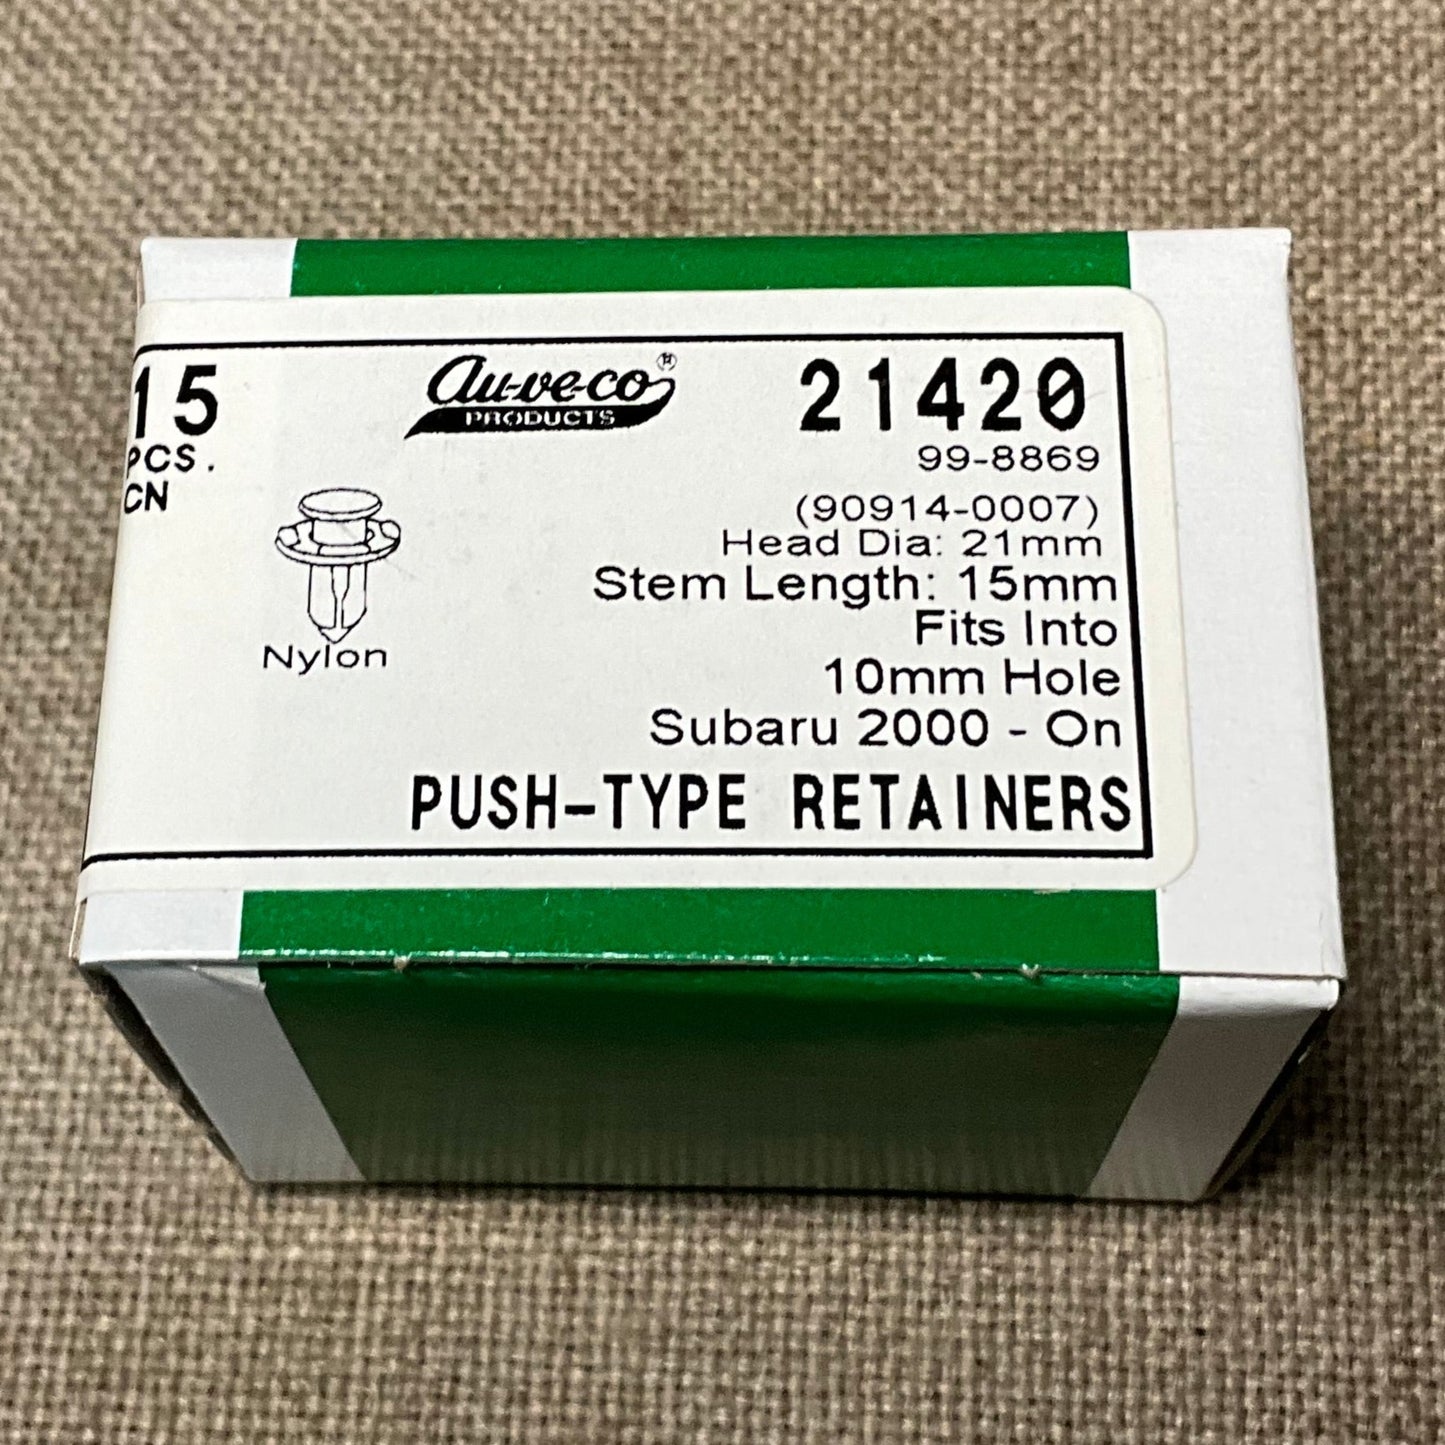 15
PCS.
CN
Au-ve-co®
PRODUCTS
21420
99-8869
(90914-0007)
Head Dia: 21mm
Stem Length: 15mm
Fits Into
10mm Hole
Subaru 2000 - On
Nylon
PUSH-TYPE RETAINERS